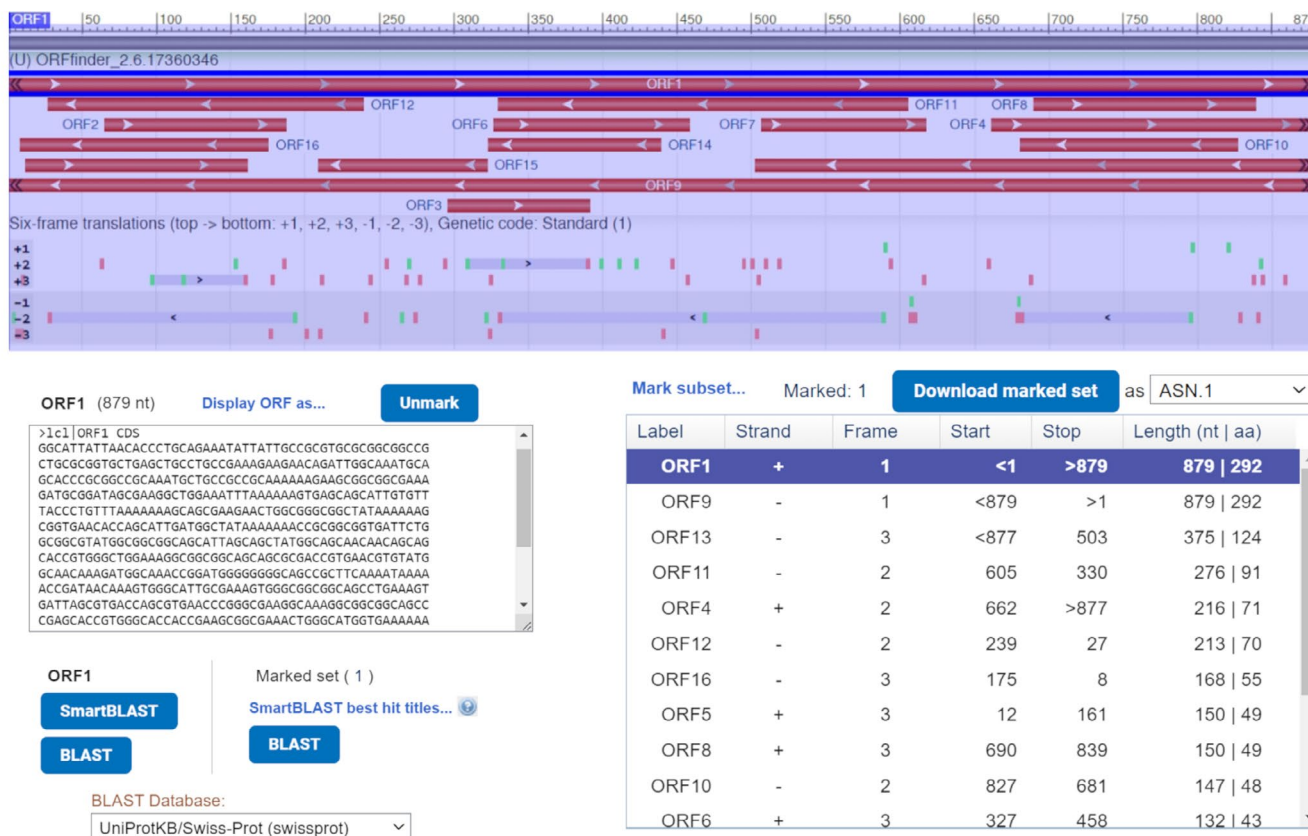 ORF1 50 100 150 200 250 300 350 400 450 500 550 600 650 700 750 800 87
(U) ORFfinder_2.6.17360346
ORF1
ORF12 ORF11 ORF8
ORF2 ORF6 ORF7 ORF4
ORF16 ORF14 ORF10
ORF15
ORF9
ORF3
Six-frame translations (top -> bottom: +1, +2, +3, -1, -2, -3), Genetic code: Standard (1)
+1
+2
+3
-1
-2
-3
ORF1 (879 nt) Display ORF as... Unmark
>lcl|ORF1 CDS
GGCATTATTAACACCCTGCAGAAATATTATTGCCGCGTGCGCGGCGGCCG
CTGCGCGGTGCTGAGCTGCCTGCCGAAAGAAGAACAGATTGGCAAATGCA
GCACCCGCGGCCGCAAATGCTGCCGCCGCAAAAAAGAAGCGGCGGCGAAA
GATGCGGATAGCGAAGGCTGGAAATTTAAAAAAGTGAGCAGCATTGTGTT
TACCCTGTTTAAAAAAAGCAGCGAAGAACTGGCGGGCGGCTATAAAAAAG
CGGTGAACACCAGCATTGATGGCTATAAAAAAACCGCGGCGGTGATTCTG
GCGGCGTATGGCGGCGGCAGCATTAGCAGCTATGGCAGCAACAACAGCAG
CACCGTGGGCTGGAAAGGCGGCGGCAGCAGCGCGACCGTGAACGTGTATG
GCAACAAAGATGGCAAACCGGATGGGGGGGGCAGCCGCTTCAAAATAAAA
ACCGATAACAAAGTGGGCATTGCGAAAGTGGGCGGCGGCAGCCTGAAAGT
GATTAGCGTGACCAGCGTGAACCCGGGCGAAGGCAAAGGCGGCGGCAGCC
CGAGCACCGTGGGCACCACCGAAGCGGCGAAACTGGGCATGGTGAAAAAA
ORF1
SmartBLAST
BLAST
Marked set ( 1 )
SmartBLAST best hit titles...
BLAST
BLAST Database:
UniProtKB/Swiss-Prot (swissprot)
Mark subset... Marked: 1 Download marked set as ASN.1
Label Strand Frame Start Stop Length (nt | aa)
ORF1 + 1 <1 >879 879 | 292
ORF9 - 1 <879 >1 879 | 292
ORF13 - 3 <877 503 375 | 124
ORF11 - 2 605 330 276 | 91
ORF4 + 2 662 >877 216 | 71
ORF12 - 2 239 27 213 | 70
ORF16 - 3 175 8 168 | 55
ORF5 + 3 12 161 150 | 49
ORF8 + 3 690 839 150 | 49
ORF10 - 2 827 681 147 | 48
ORF6 + 3 327 458 132 | 43